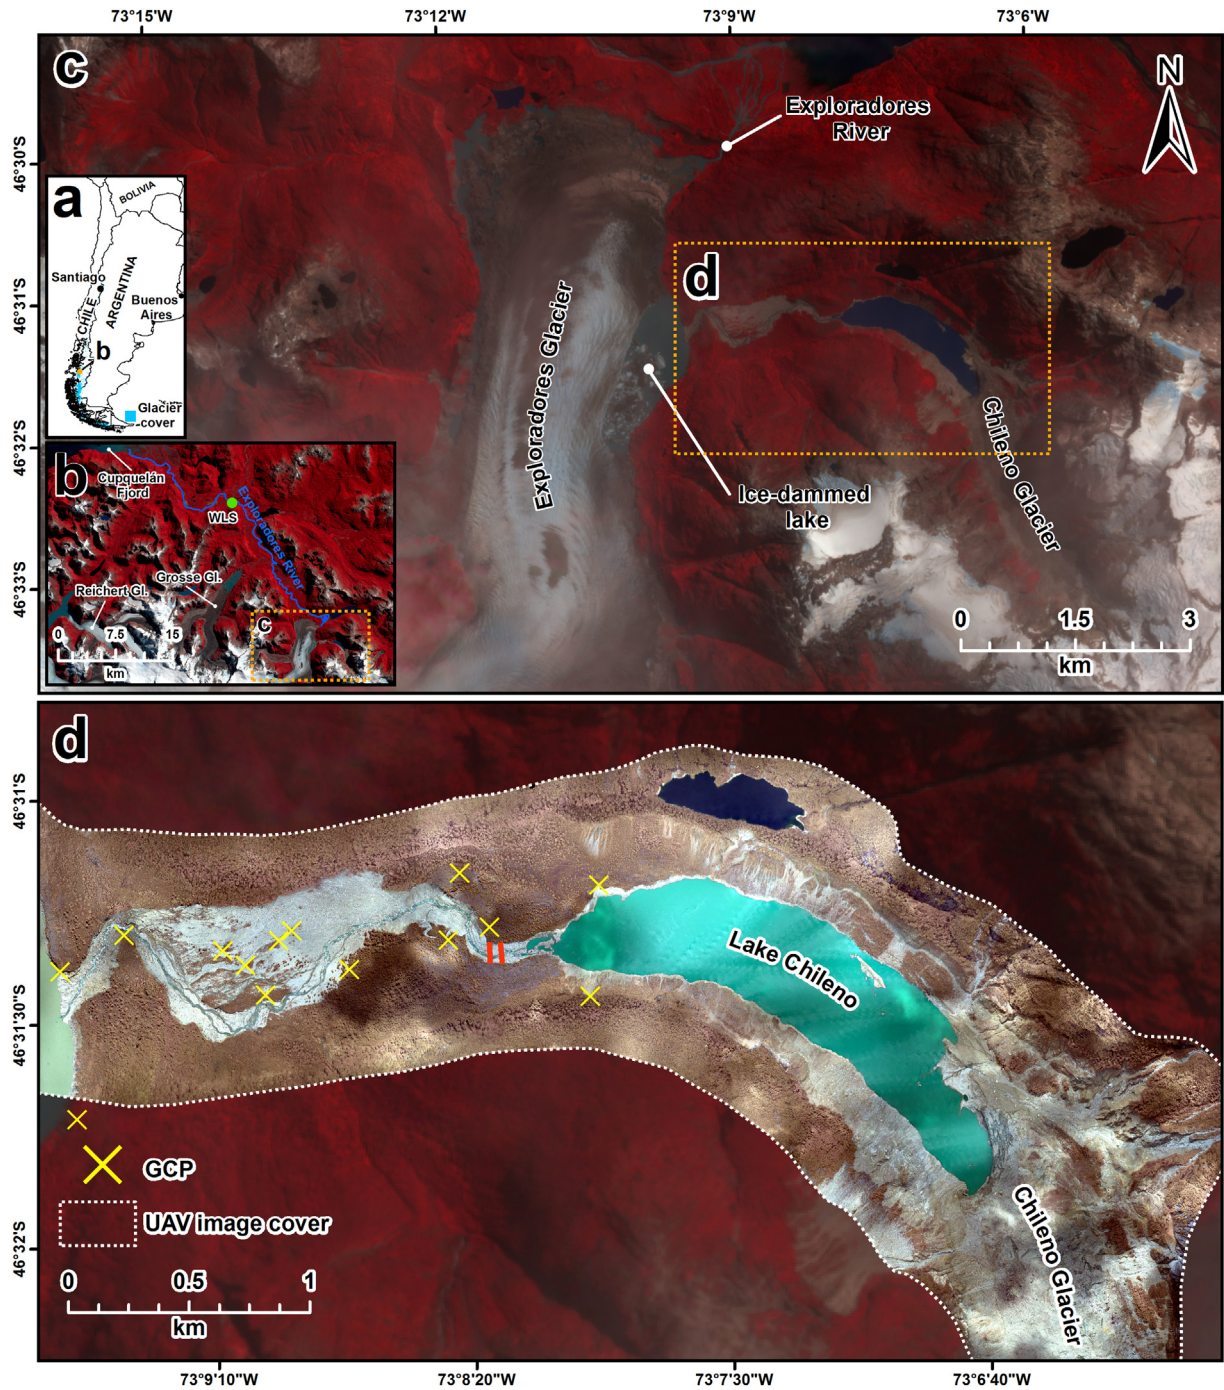 73°15'W 73°12'W 73°9'W 73°6'W
c
N
Exploradores
River
46°30'S
46°31'S
46°32'S
46°33'S
a
BOLIVIA
Santiago
CHILE
ARGENTINA
Buenos
Aires
b
Glacier
cover
d
Exploradores Glacier
Chileno Glacier
Ice-dammed
lake
b
Cupquelán
Fjord
WLS
Exploradores River
Grosse Gl.
Reichert Gl.
0 7.5 15
km
c
0 1.5 3
km
d
46°31'S
46°31'30"S
46°32'S
Lake Chileno
Chileno Glacier
GCP
UAV image cover
0 0.5 1
km
73°9'10"W 73°8'20"W 73°7'30"W 73°6'40"W